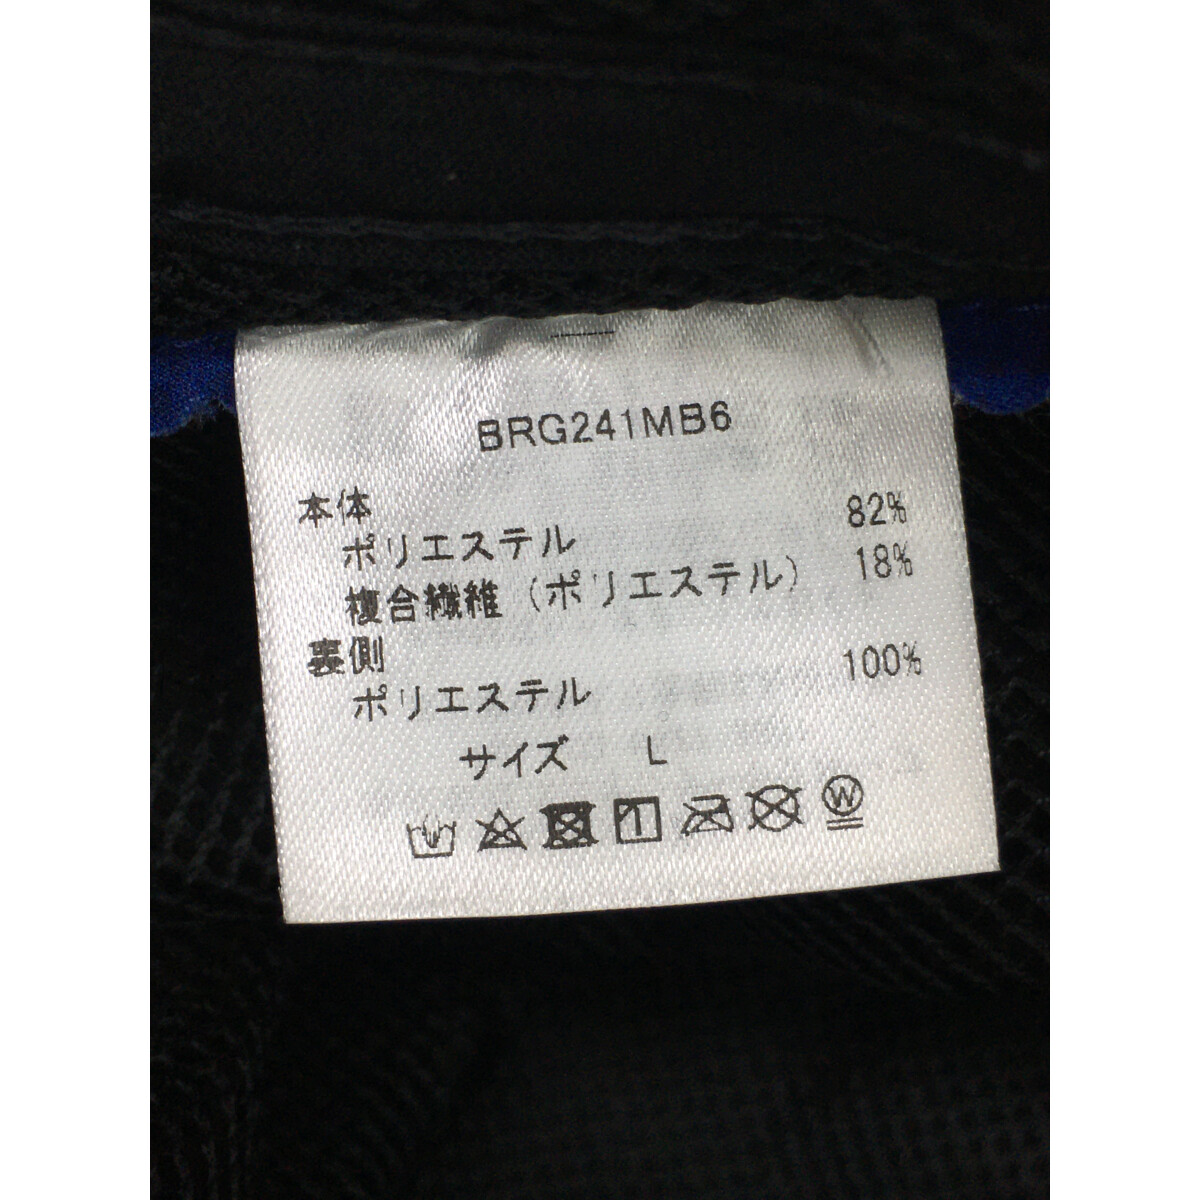 BRG241MB6
本体
ポリエステル 82%
複合繊維(ポリエステル) 18%
裏側
ポリエステル 100%
サイズ L
W